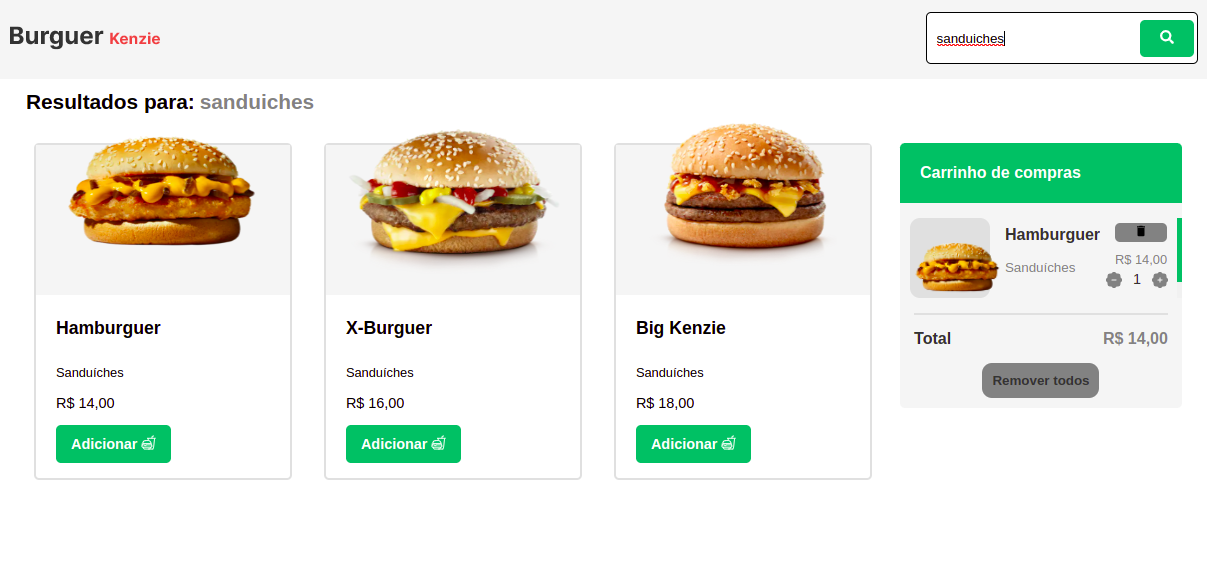 Burguer Kenzie
sanduiches
Resultados para: sanduiches
Hamburguer
Sanduíches
R$ 14,00
Adicionar
X-Burguer
Sanduíches
R$ 16,00
Adicionar
Big Kenzie
Sanduíches
R$ 18,00
Adicionar
Carrinho de compras
Hamburguer
Sanduíches
R$ 14,00
1
Total R$ 14,00
Remover todos